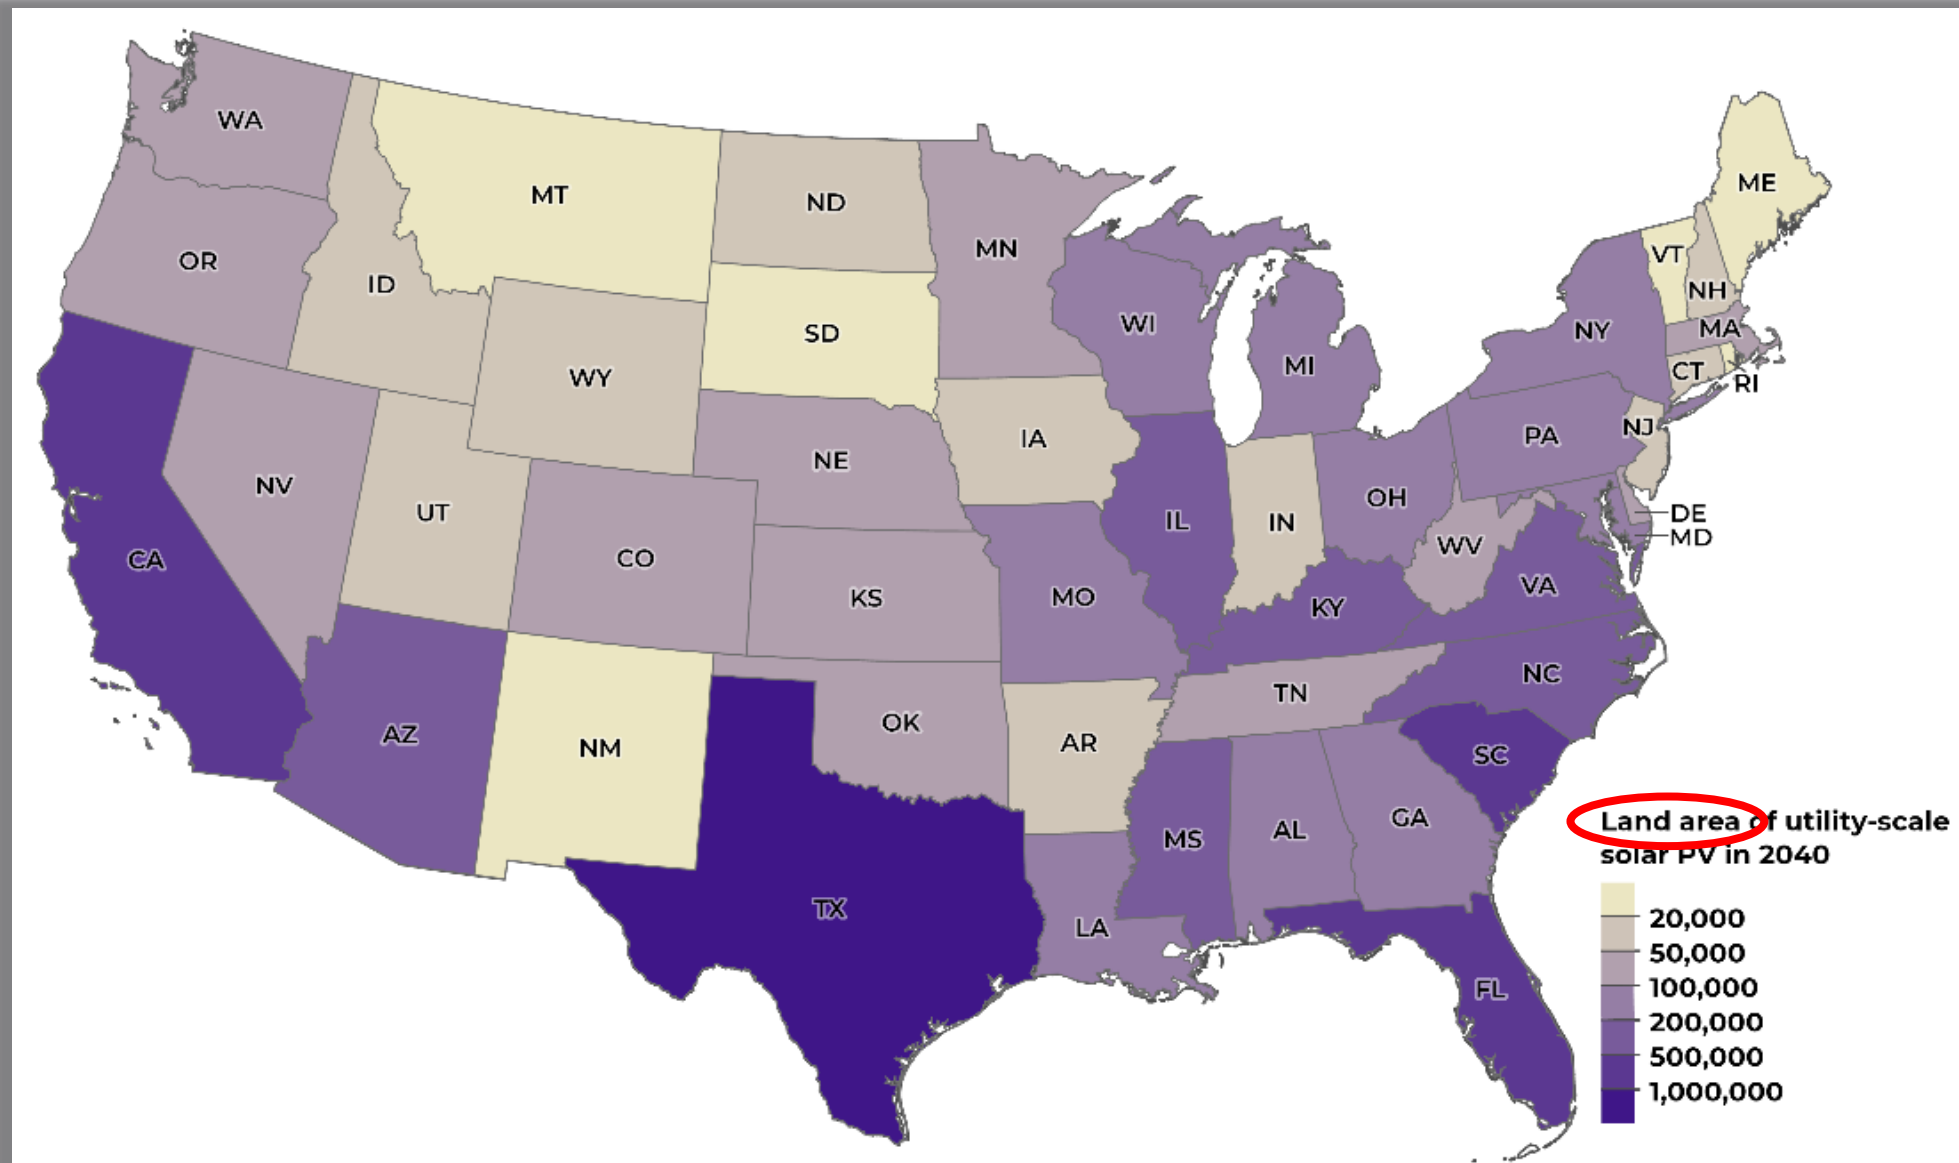 WA
MT
ND
MN
ME
OR
ID
SD
WI
MI
NY
VT
NH
MA
CT
RI
WY
NE
IA
PA
NJ
NV
UT
CO
KS
MO
IL
IN
OH
WV
VA
DE
MD
CA
KY
AZ
NM
OK
AR
TN
NC
SC
TX
LA
MS
AL
GA
FL
Land area of utility-scale
solar PV in 2040
20,000
50,000
100,000
200,000
500,000
1,000,000